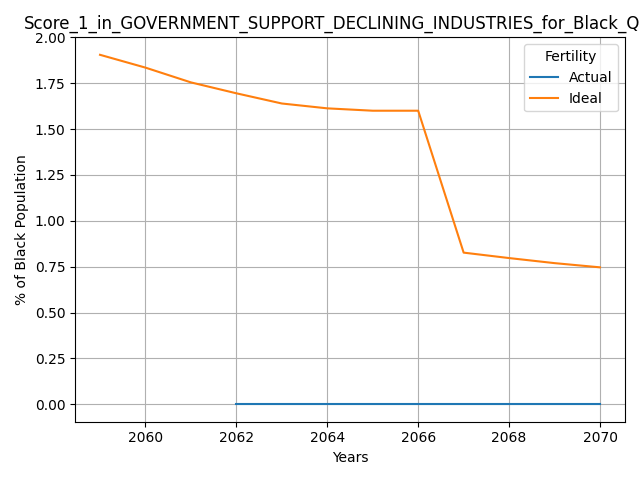 Score_1_in_GOVERNMENT_SUPPORT_DECLINING_INDUSTRIES_for_Black_Q
2.00
1.75
1.50
1.25
1.00
0.75
0.50
0.25
0.00
% of Black Population
Fertility
Actual
Ideal
2060 2062 2064 2066 2068 2070
Years